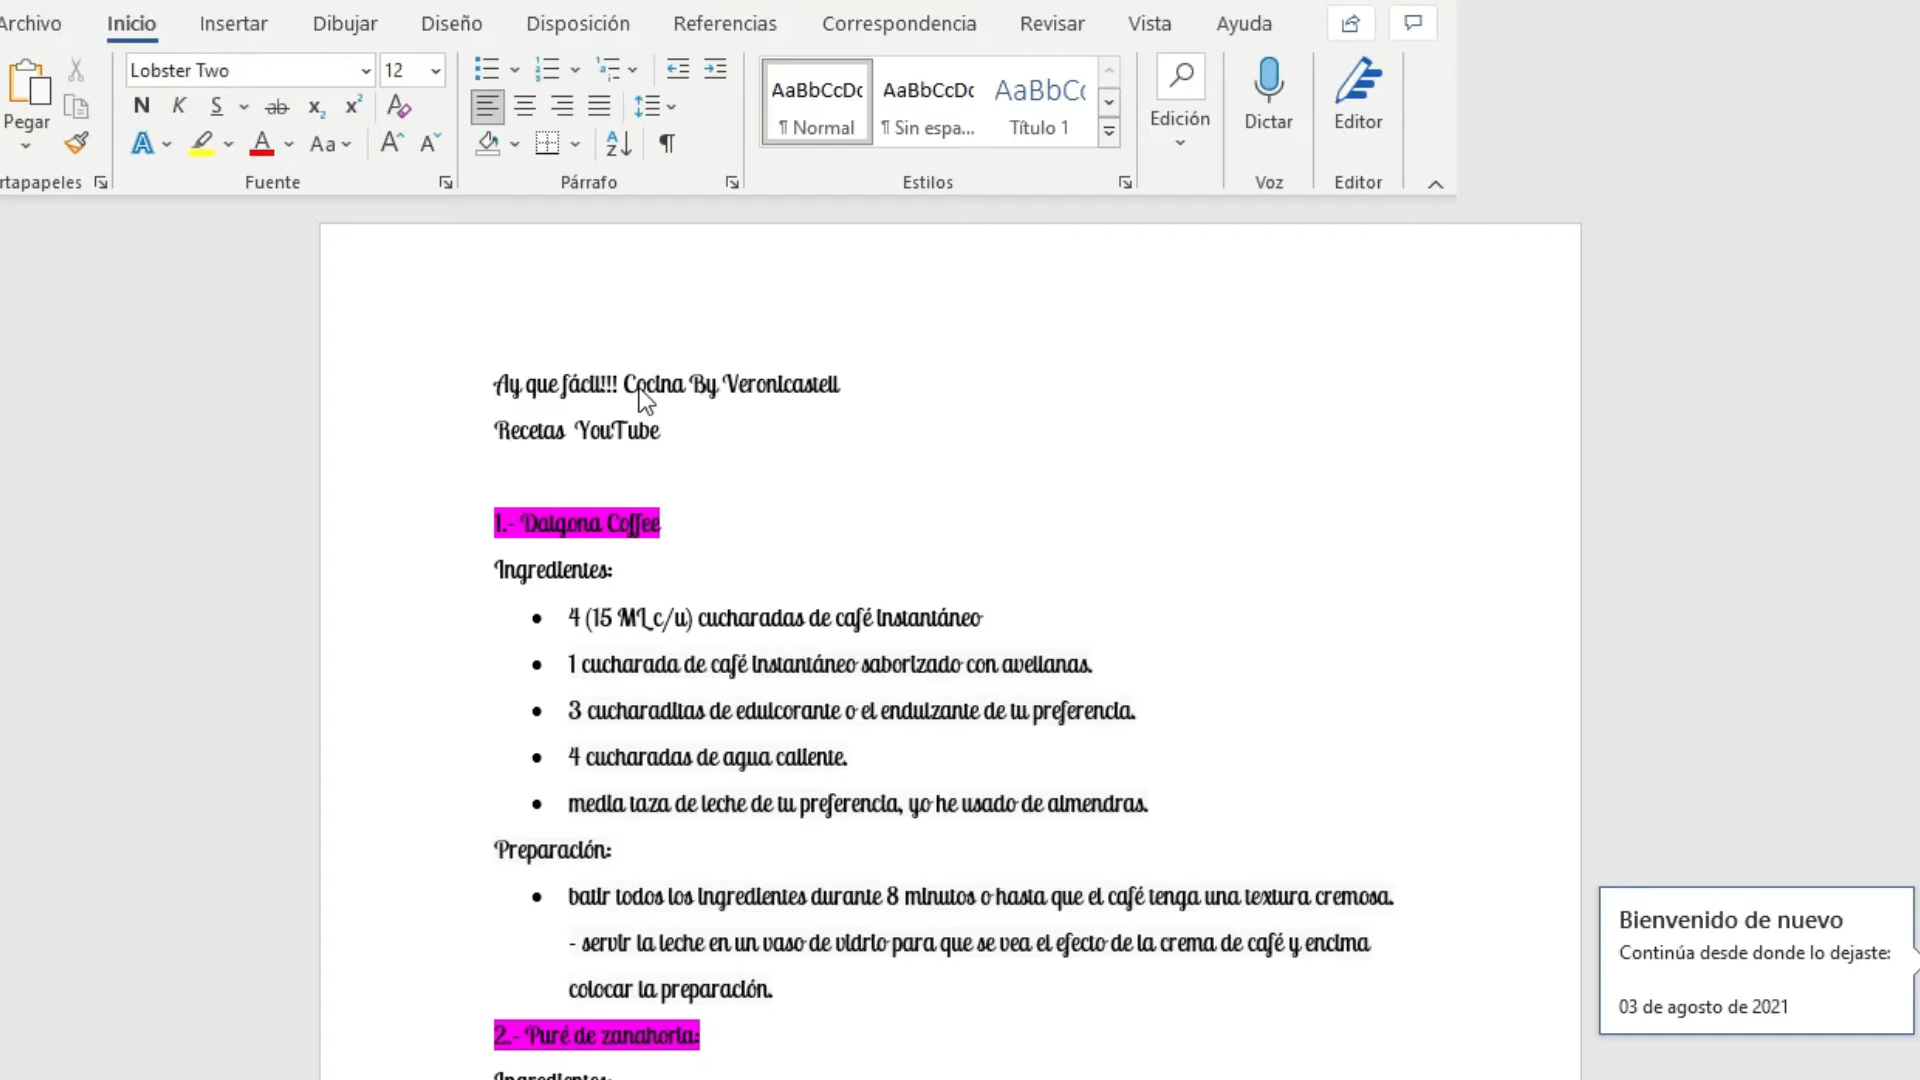 Archivo
Inicio
Insertar
Dibujar
Diseño
Disposición
Referencias
Correspondencia
Revisar
Vista
Ayuda
Pegar
Lobster Two
12
N K S ab x₂ x²
A A Aa A A
AaBbCcDc
¶ Normal
AaBbCcDc
¶ Sin espa...
AaBbCc
Título 1
Edición
Dictar
Editor
rtapapeles
Fuente
Párrafo
Estilos
Voz
Editor
Ay que fácil!!! Cocina By Veronicastell
Recetas YouTube
1.- Dalgona Coffee
Ingredientes:
• 4 (15 ML c/u) cucharadas de café instantáneo
• 1 cucharada de café instantáneo saborizado con avellanas.
• 3 cucharaditas de edulcorante o el endulzante de tu preferencia.
• 4 cucharadas de agua caliente.
• media taza de leche de tu preferencia, yo he usado de almendras.
Preparación:
• batir todos los ingredientes durante 8 minutos o hasta que el café tenga una textura cremosa.
- servir la leche en un vaso de vidrio para que se vea el efecto de la crema de café y encima
colocar la preparación.
2.- Puré de zanahoria:
Ingredientes:
Bienvenido de nuevo
Continúa desde donde lo dejaste:
03 de agosto de 2021